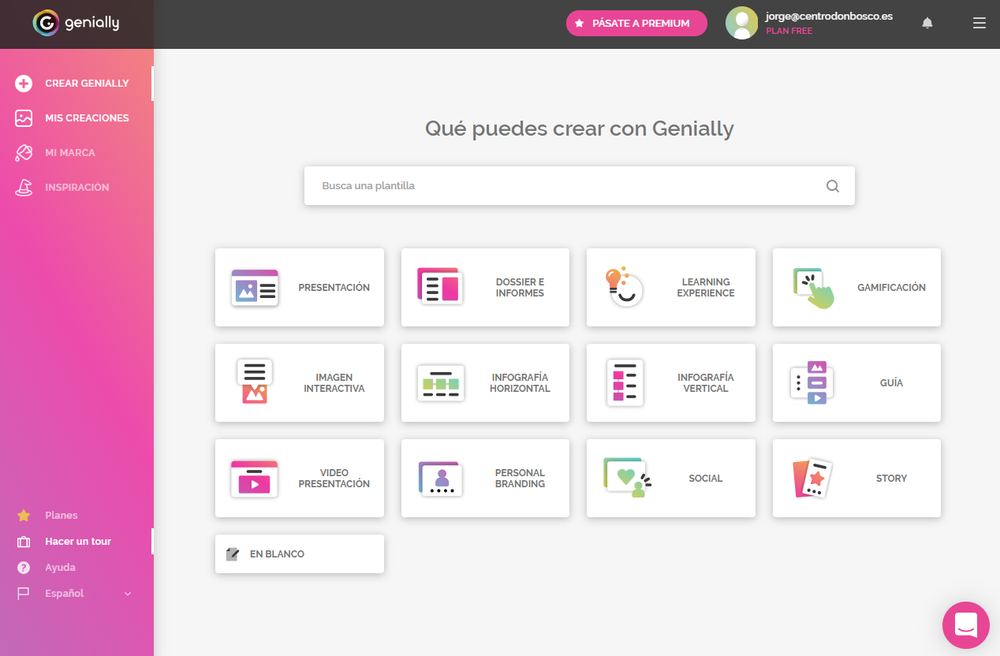 genially
PÁSATE A PREMIUM
jorge@centrodonbosco.es
PLAN FREE
CREAR GENIALLY
MIS CREACIONES
MI MARCA
INSPIRACIÓN
Planes
Hacer un tour
Ayuda
Español
Qué puedes crear con Genially
Busca una plantilla
PRESENTACIÓN
DOSSIER E
INFORMES
LEARNING
EXPERIENCE
GAMIFICACIÓN
IMAGEN
INTERACTIVA
INFOGRAFÍA
HORIZONTAL
INFOGRAFÍA
VERTICAL
GUÍA
VIDEO
PRESENTACIÓN
PERSONAL
BRANDING
SOCIAL
STORY
EN BLANCO